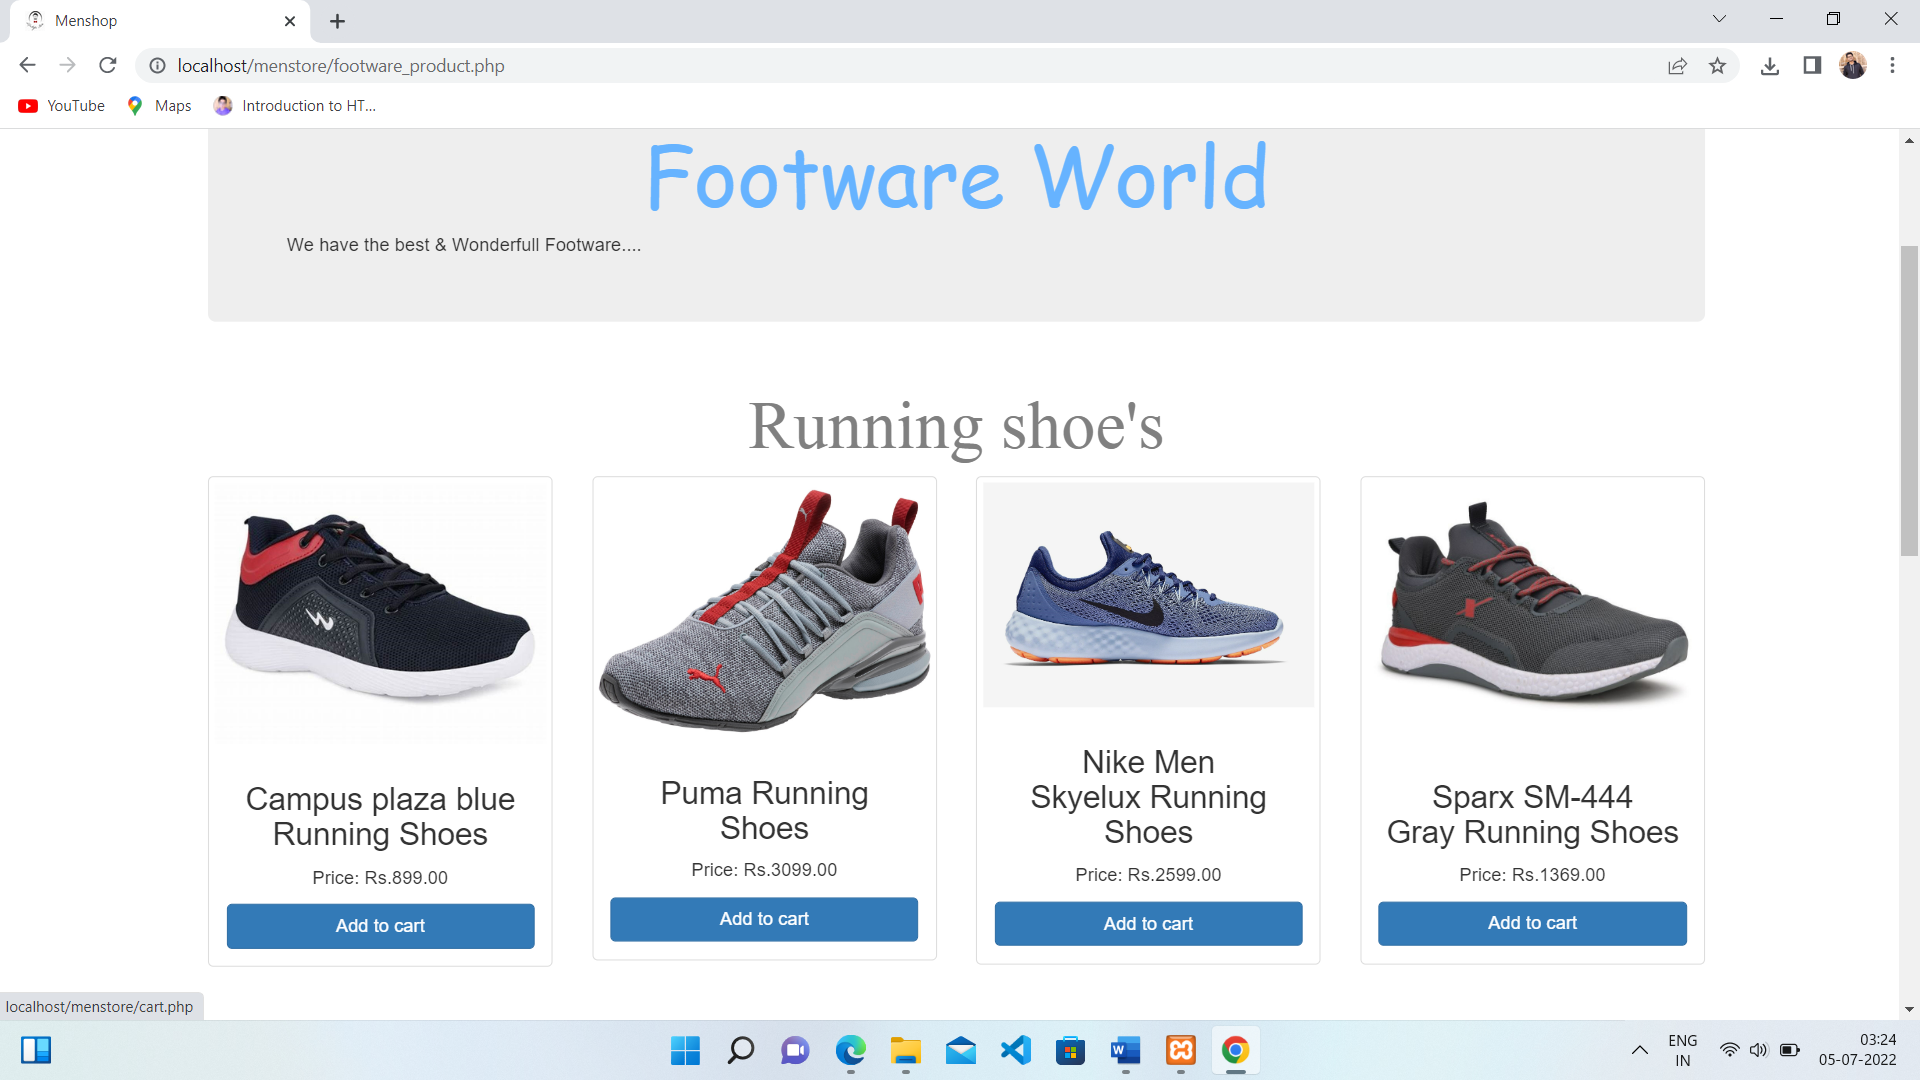 Menshop
localhost/menstore/footware_product.php
YouTube
Maps
Introduction to HT...
Footware World
We have the best & Wonderfull Footware....
Running shoe's
Campus plaza blue
Running Shoes
Price: Rs.899.00
Add to cart
Puma Running
Shoes
Price: Rs.3099.00
Add to cart
Nike Men
Skyelux Running
Shoes
Price: Rs.2599.00
Add to cart
Sparx SM-444
Gray Running Shoes
Price: Rs.1369.00
Add to cart
localhost/menstore/cart.php
ENG
IN
03:24
05-07-2022